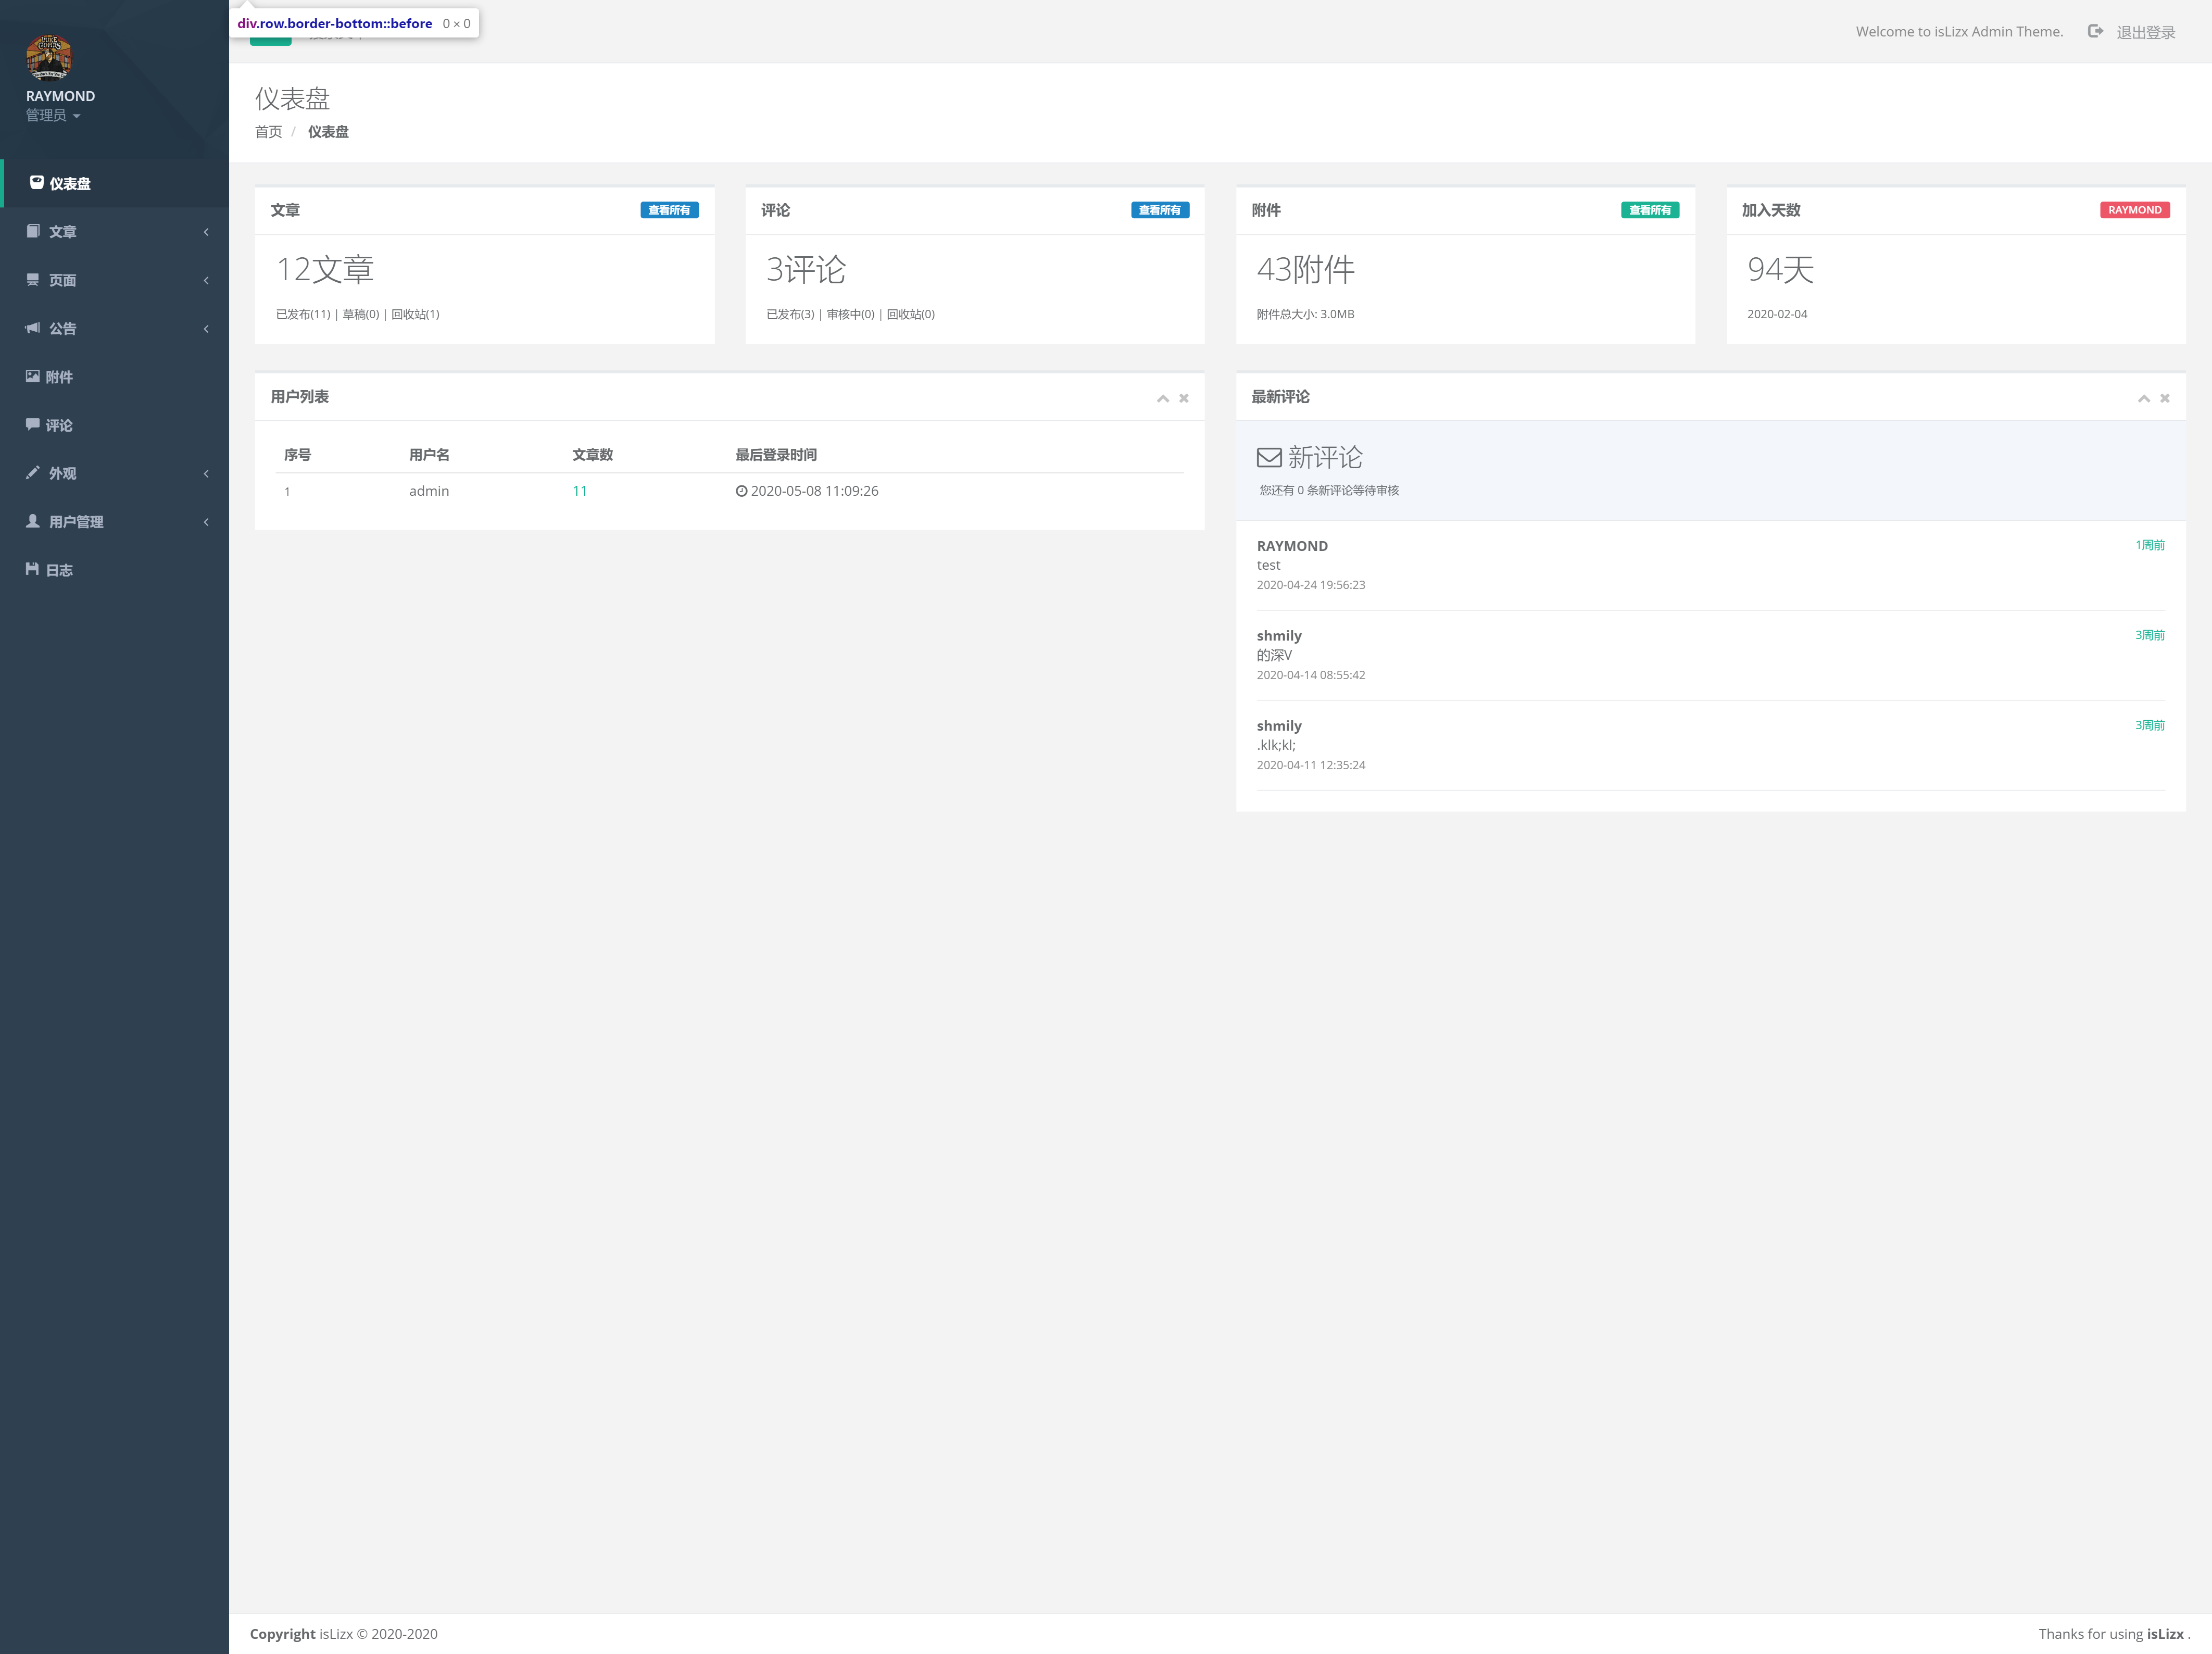 div.row.border-bottom::before 0 × 0
Welcome to isLizx Admin Theme. 退出登录
RAYMOND
管理员
仪表盘
文章
页面
公告
附件
评论
外观
用户管理
日志
仪表盘
首页 / 仪表盘
文章 查看所有
12文章
已发布(11) | 草稿(0) | 回收站(1)
评论 查看所有
3评论
已发布(3) | 审核中(0) | 回收站(0)
附件 查看所有
43附件
附件总大小: 3.0MB
加入天数 RAYMOND
94天
2020-02-04
用户列表
序号 用户名 文章数 最后登录时间
1 admin 11 2020-05-08 11:09:26
最新评论
新评论
您还有 0 条新评论等待审核
RAYMOND 1周前
test
2020-04-24 19:56:23
shmily 3周前
的深V
2020-04-14 08:55:42
shmily 3周前
.klk;kl;
2020-04-11 12:35:24
Copyright isLizx © 2020-2020
Thanks for using isLizx .